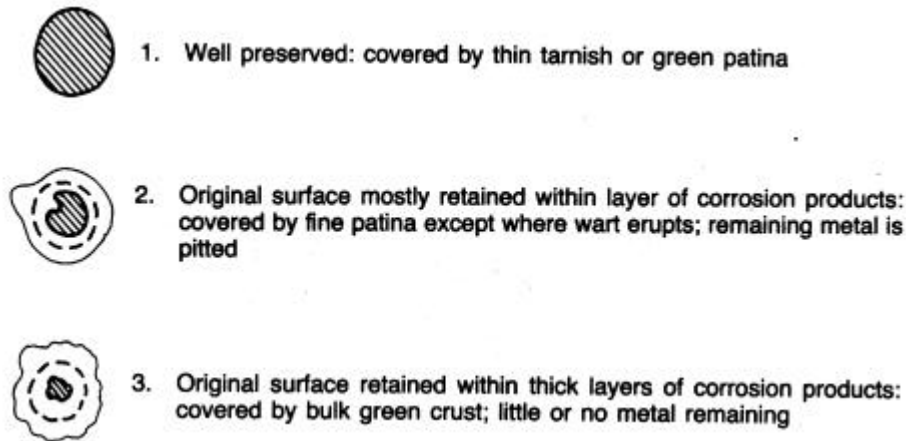 1. Well preserved: covered by thin tarnish or green patina
2. Original surface mostly retained within layer of corrosion products:
covered by fine patina except where wart erupts; remaining metal is
pitted
3. Original surface retained within thick layers of corrosion products:
covered by bulk green crust; little or no metal remaining